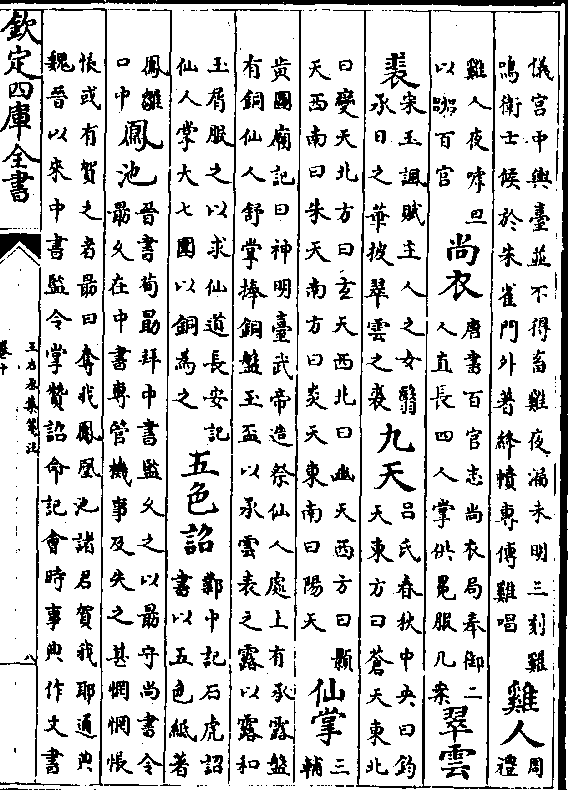 儀宮中輿臺並不得畜雞夜漏未明三刻雞
鳴衛士候於朱雀門外著絳幘專傳雞唱
雞人
周
禮
雞人夜嘑旦
以嘂百官
尚衣
唐書百官志尚衣局奉御二
人直長四人掌供冕服几案
翠雲
裘
宋玉諷賦主人之女翳
承日之華披翠雲之裘
九天
呂氏春秋中央曰鈞
天東方曰蒼天東北
曰變天北方曰玄天西北曰幽天西方曰顥
天西南曰朱天南方曰炎天東南曰陽天
仙掌
三
輔
黄圖廟記曰神明臺武帝造祭仙人處上有承露盤
有銅仙人舒掌捧銅盤玉盃以承雲表之露以露和
玉屑服之以求仙道長安記
仙人掌大七圍以銅為之
五色詔
鄴中記石虎詔
書以五色紙著
鳳雛
口中
鳳池
晉書荀勗拜中書監久之以最守尚書令
最久在中書專管機事及失之甚惘惘悵
悵或有賀之者最曰奪我鳳凰池諸君賀我耶通典
魏晉以來中書監令掌贊詔命記會時事典作文書
欽定四庫全書
王右丞集箋注
卷十
八